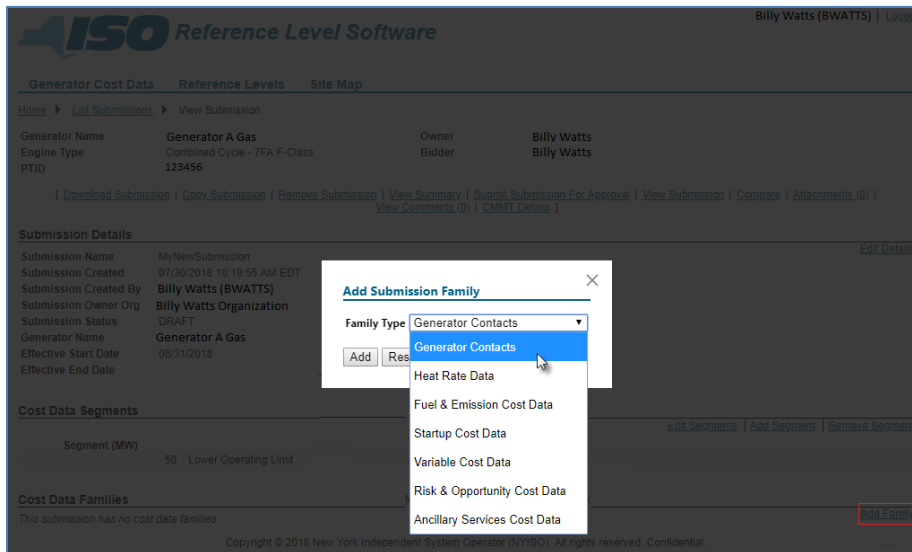 Billy Watts (BWATTS) | Logout
ISO Reference Level Software
Generator Cost Data Reference Levels Site Map
Home List Submissions View Submission
Generator Name Generator A Gas Owner Billy Watts
Engine Type Combined Cycle - 7FA F-Class Bidder Billy Watts
PTID 123456
[ Download Submission | Copy Submission | Remove Submission | View Summary | Submit Submission For Approval | View Submission | Compare | Attachments (0) |
View Comments (0) | CMMT Details ]
Submission Details
Edit Details
Submission Name MyNewSubmission
Submission Created 07/30/2018 10:19:55 AM EDT
Submission Created By Billy Watts (BWATTS)
Submission Owner Org Billy Watts Organization
Submission Status DRAFT
Generator Name Generator A Gas
Effective Start Date 08/31/2018
Effective End Date
Add Submission Family
Family Type Generator Contacts
Add Res
Generator Contacts
Heat Rate Data
Fuel & Emission Cost Data
Startup Cost Data
Variable Cost Data
Risk & Opportunity Cost Data
Ancillary Services Cost Data
Cost Data Segments
Edit Segments | Add Segment | Remove Segment
Segment (MW)
50 Lower Operating Limit
Cost Data Families
This submission has no cost data families.
Add Family
Copyright © 2018 New York Independent System Operator (NYISO). All rights reserved. Confidential.